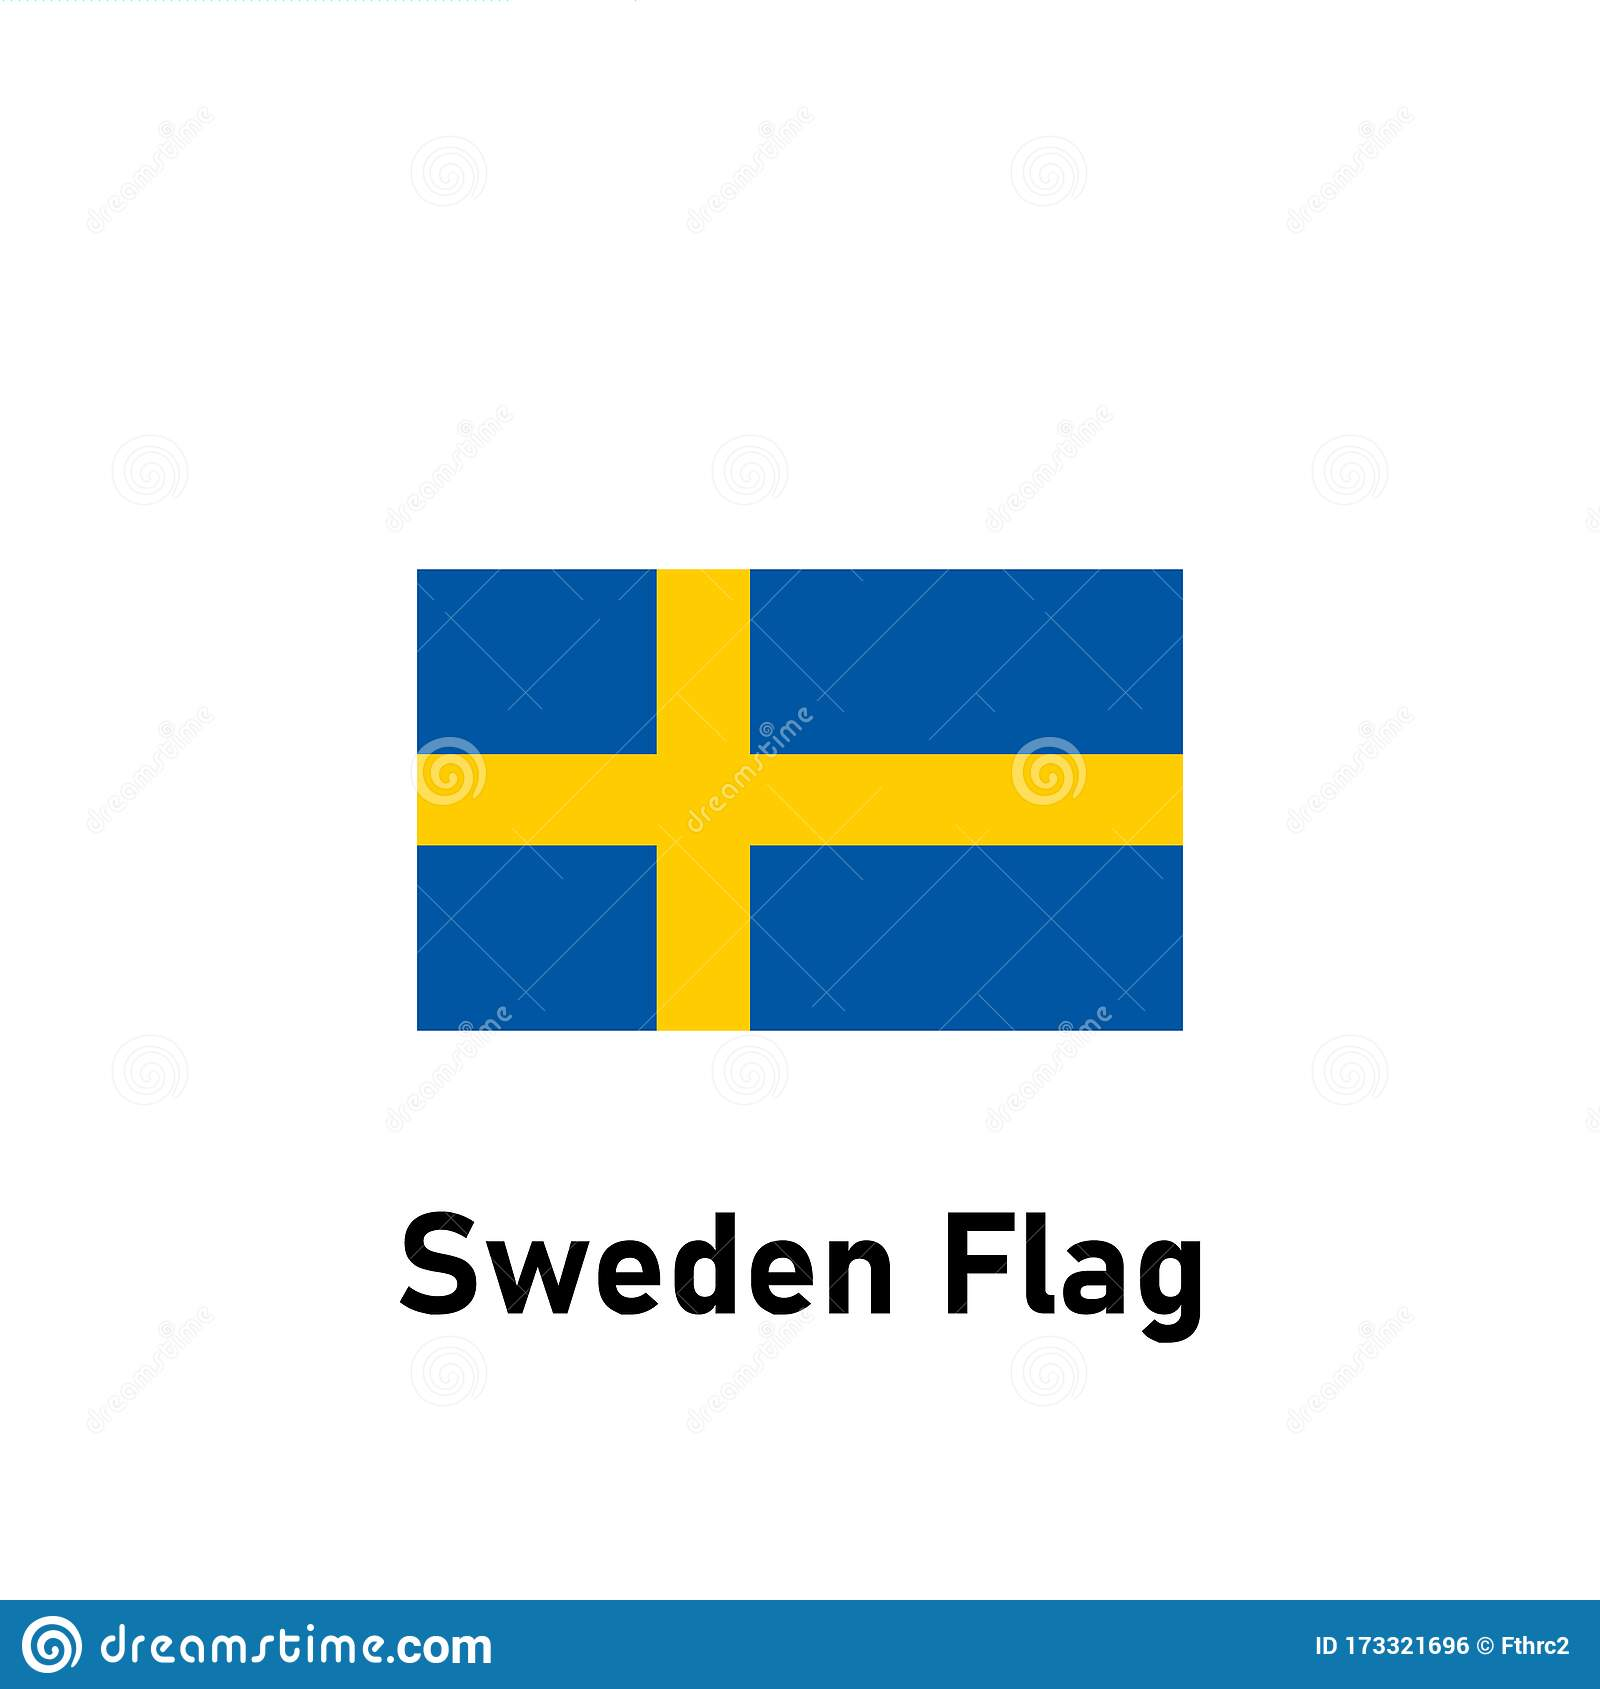 Sweden Flag
dreamstime.com
ID 173321696 © Fthrc2